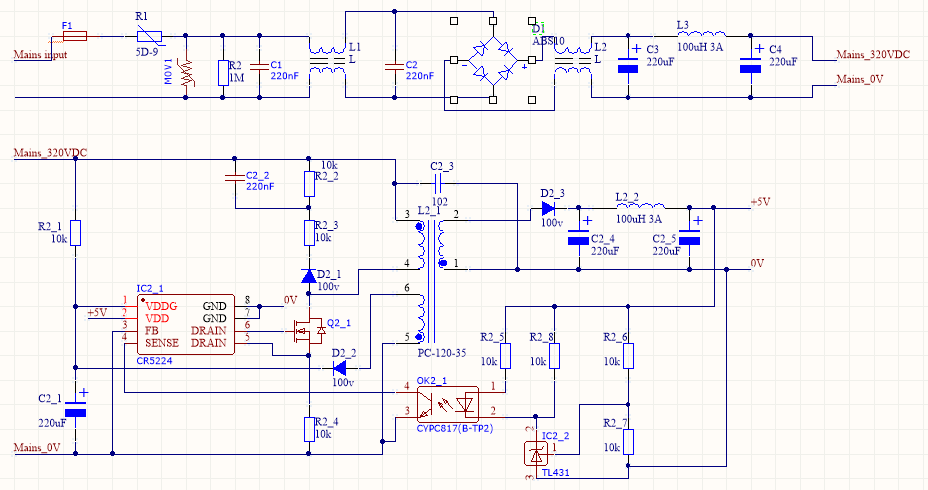 F1
R1
5D-9
Mains input
MOV1
R2
1M
C1
220nF
L1
L
C2
220nF
D1
ABS10
L2
L
C3
220uF
L3
100uH 3A
C4
220uF
Mains_320VDC
Mains_0V
Mains_320VDC
R2_1
10k
C2_2
220nF
10k
R2_2
R2_3
10k
D2_1
100v
C2_3
102
L2_1
3
4
6
5
2
1
PC-120-35
D2_3
100v
L2_2
100uH 3A
C2_4
220uF
C2_5
220uF
+5V
0V
IC2_1
1 VDDG GND 8
2 VDD GND 7
3 FB DRAIN 6
4 SENSE DRAIN 5
CR5224
+5V
0V
Q2_1
D2_2
100v
C2_1
220uF
Mains_0V
R2_4
10k
OK2_1
4
3
1
2
CYPC817(B-TP2)
R2_5
10k
R2_8
10k
R2_6
10k
R2_7
10k
IC2_2
TL431
2
1
3